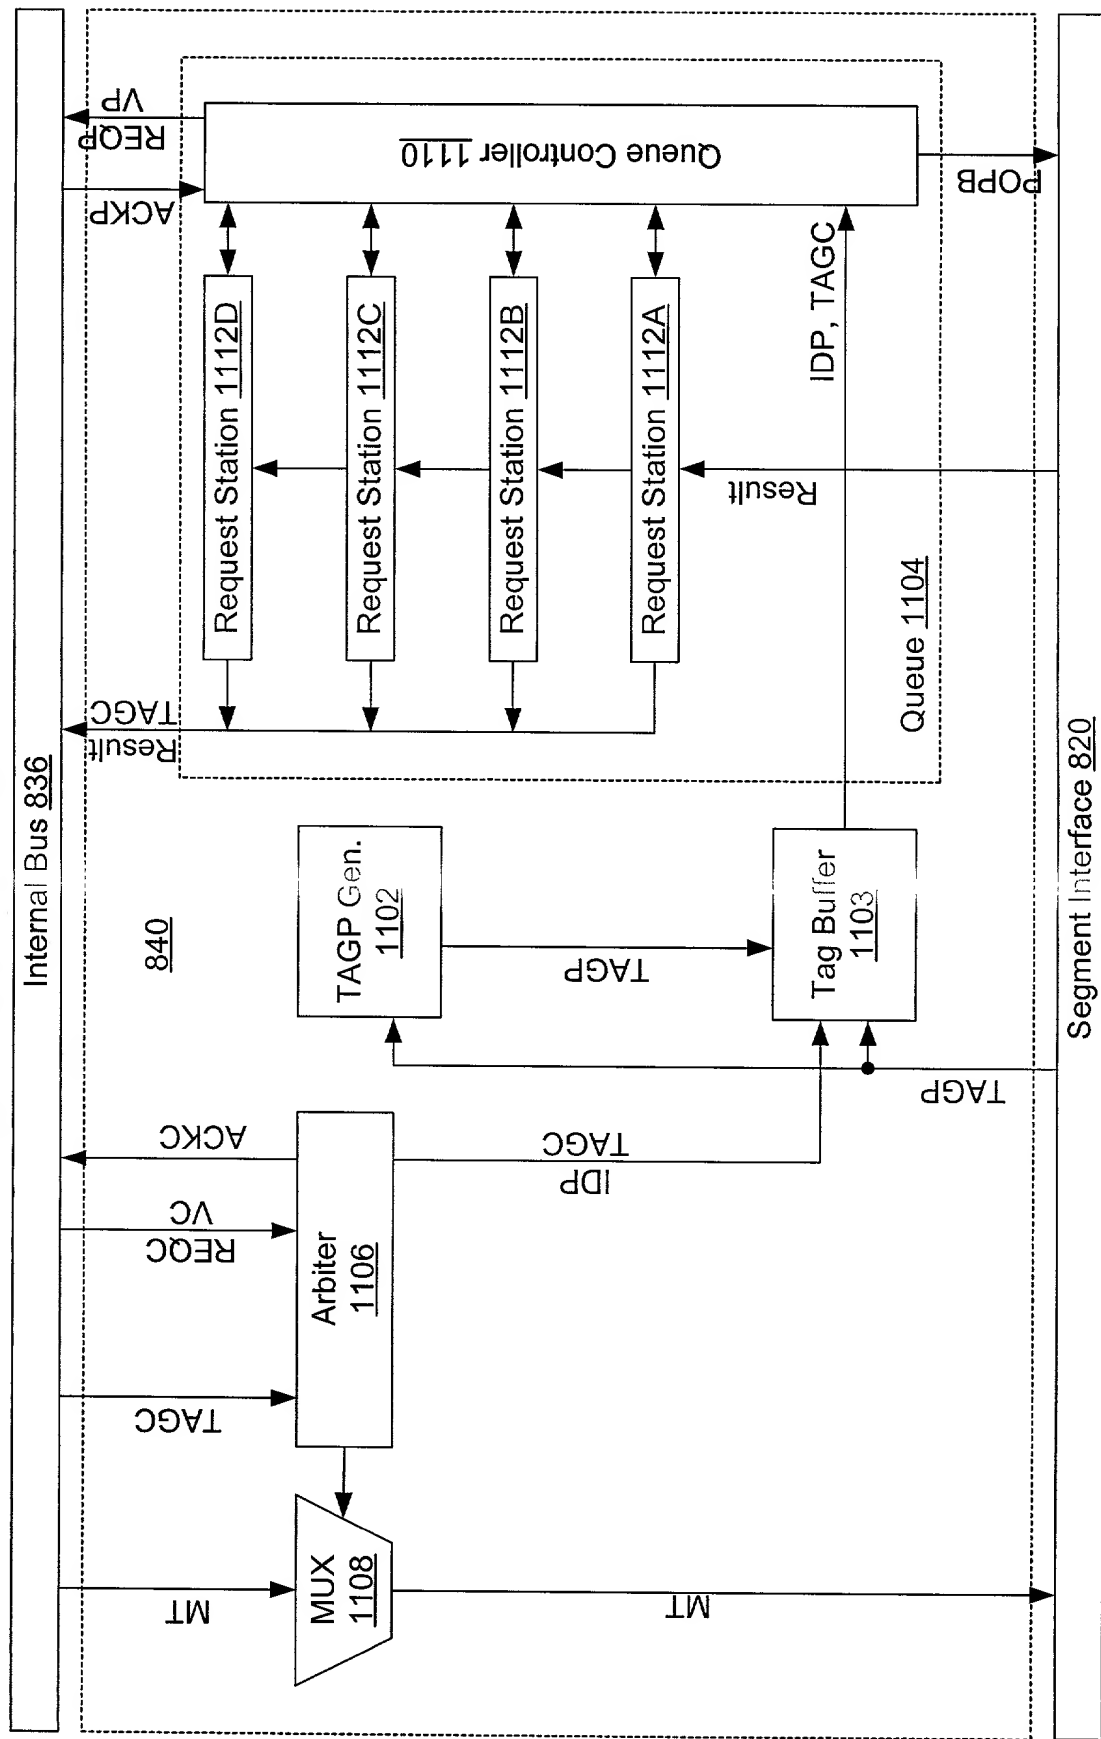 Internal Bus 836
840
MT
TAGC
REQC
VC
ACKC
Result
TAGC
ACKP
REQP
VP
MUX
1108
Arbiter
1106
TAGP Gen.
1102
Request Station 1112D
Request Station 1112C
Request Station 1112B
Request Station 1112A
Queue Controller 1110
IDP
TAGC
TAGP
Tag Buffer
1103
Queue 1104
Result
IDP, TAGC
MT
TAGP
POPB
Segment Interface 820